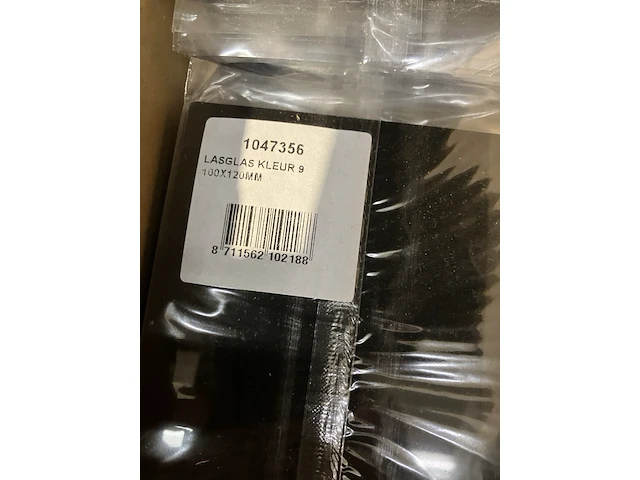 1047356
LASGLAS KLEUR 9
100X120MM
8 711562 102188